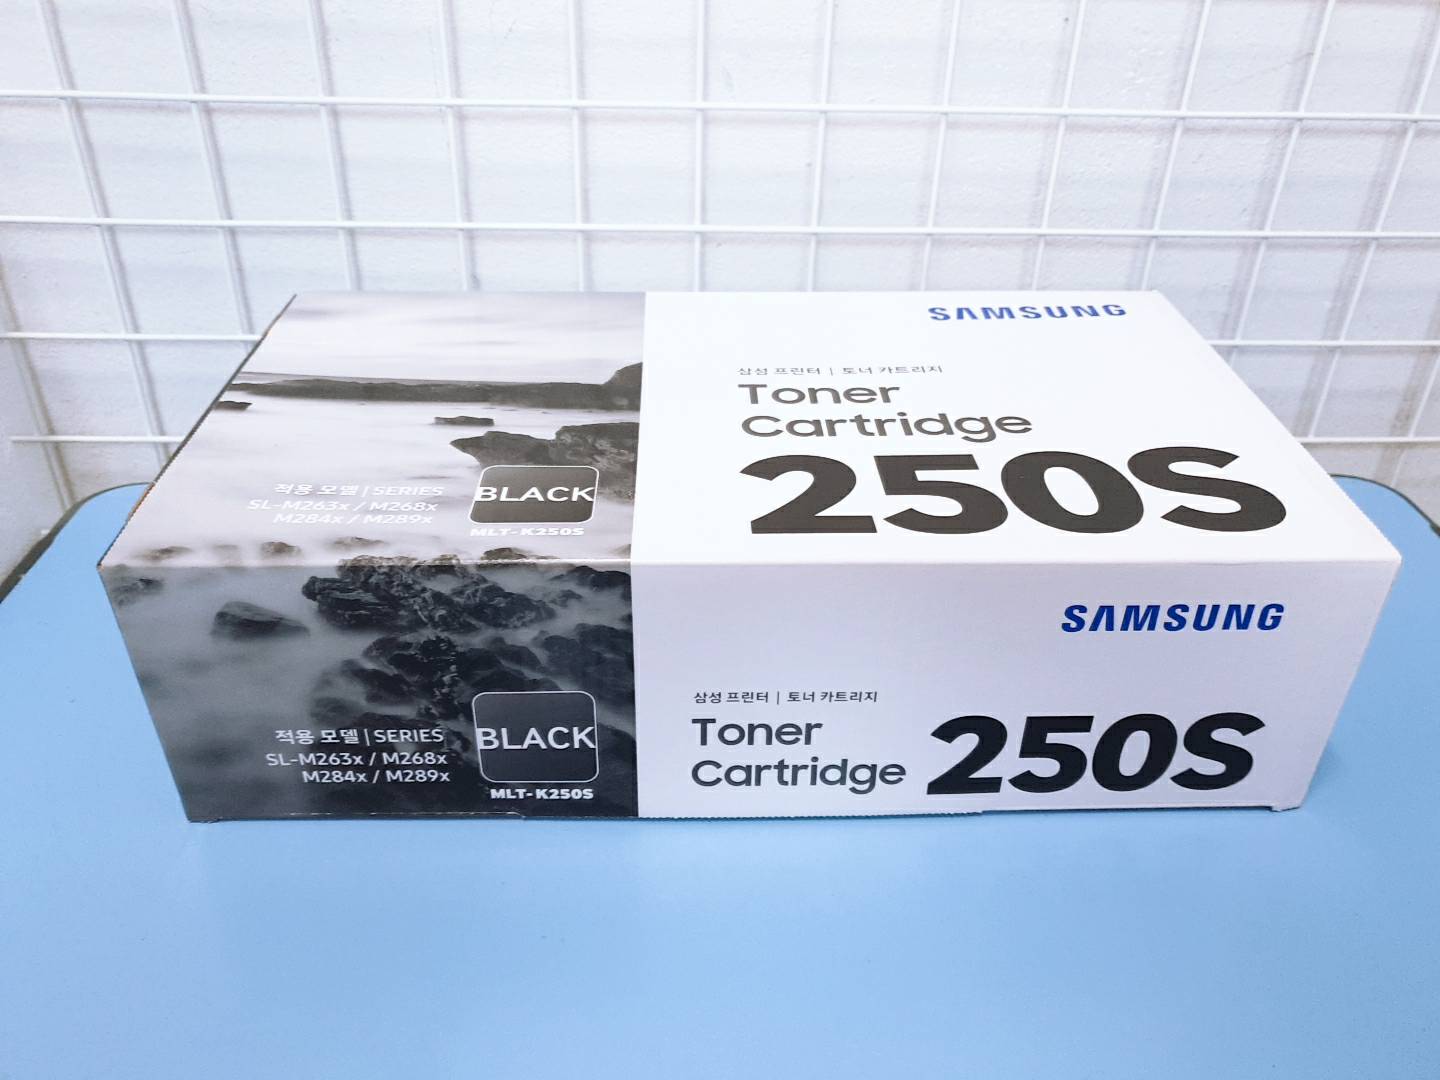 SAMSUNG
삼성 프린터 | 토너 카트리지
Toner
Cartridge
250S
적용 모델 | SERIES
SL-M263x / M268x
M284x / M289x
BLACK
MLT-K250S
SAMSUNG
삼성 프린터 | 토너 카트리지
Toner
Cartridge
250S
적용 모델 | SERIES
SL-M263x / M268x
M284x / M289x
BLACK
MLT-K250S